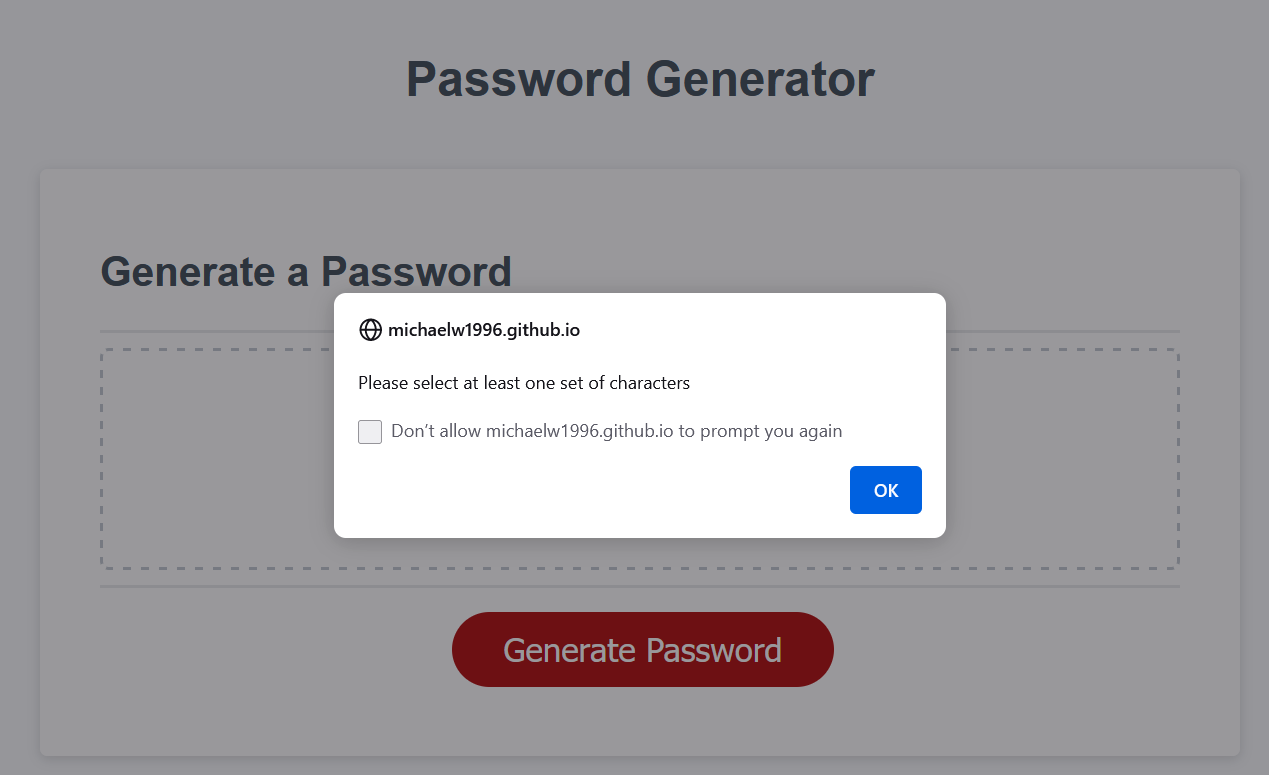 Password Generator
Generate a Password
michaelw1996.github.io
Please select at least one set of characters
Don’t allow michaelw1996.github.io to prompt you again
OK
Generate Password